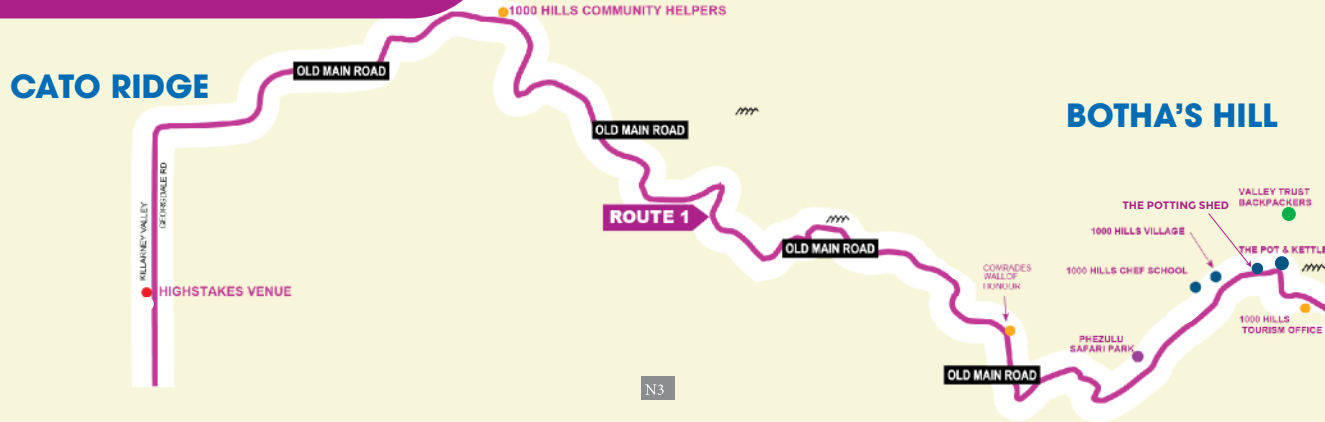 1000 HILLS COMMUNITY HELPERS
CATO RIDGE
OLD MAIN ROAD
OLD MAIN ROAD
BOTHA'S HILL
KILLARNEY VALLEY
GEORGEDALE RD
ROUTE 1
OLD MAIN ROAD
VALLEY TRUST
BACKPACKERS
THE POTTING SHED
1000 HILLS VILLAGE
THE POT & KETTLE
1000 HILLS CHEF SCHOOL
COMRADES
WALL OF
HONOUR
HIGHSTAKES VENUE
1000 HILLS
TOURISM OFFICE
PHEZULU
SAFARI PARK
OLD MAIN ROAD
N3